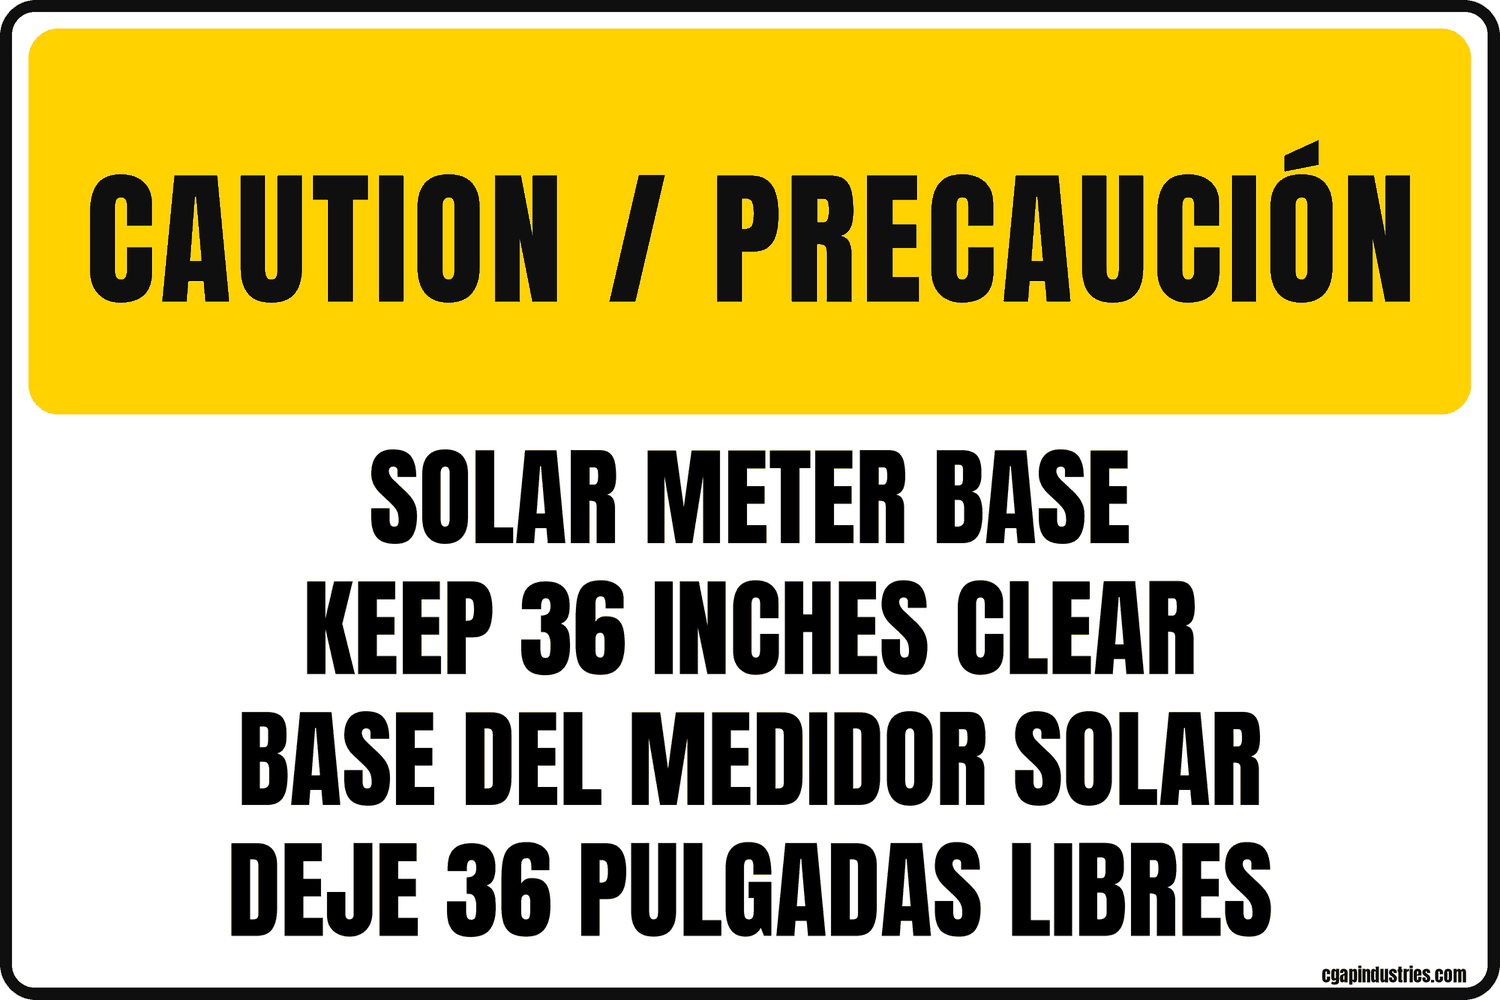 CAUTION / PRECAUCIÓN
SOLAR METER BASE
KEEP 36 INCHES CLEAR
BASE DEL MEDIDOR SOLAR
DEJE 36 PULGADAS LIBRES
cgapindustries.com